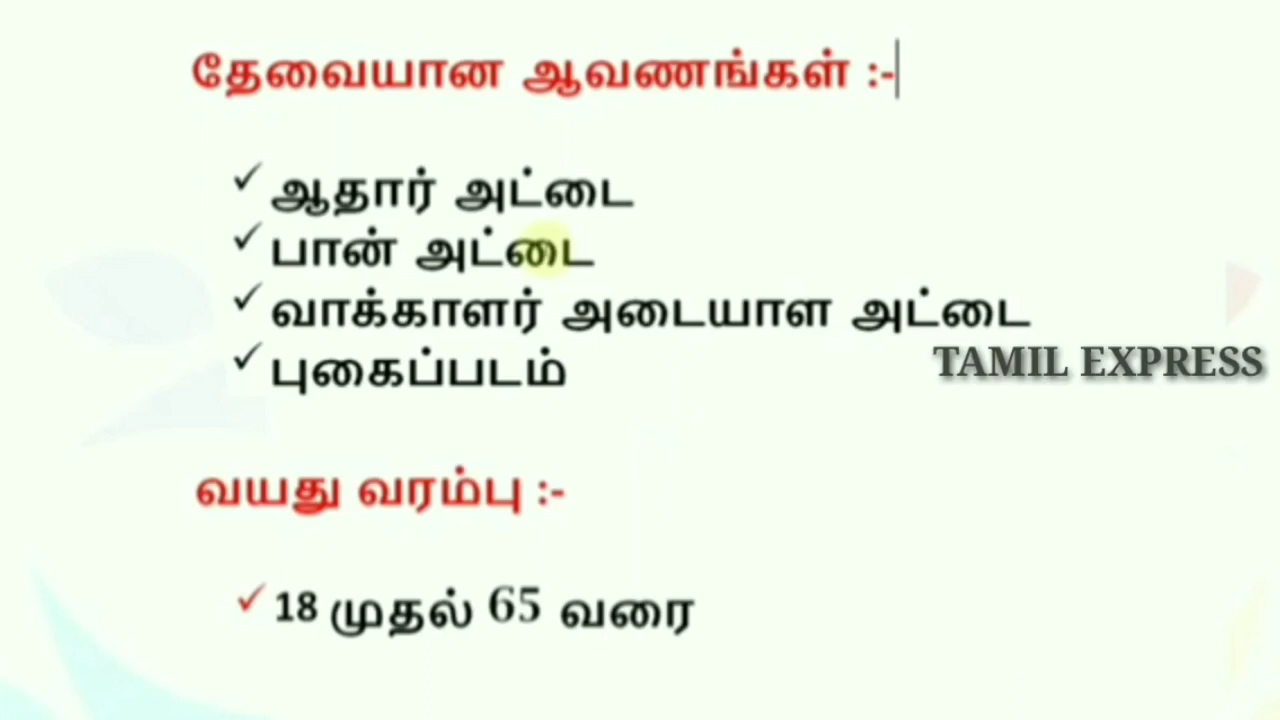 தேவையான ஆவணங்கள் :-
✓ ஆதார் அட்டை
✓ பான் அட்டை
✓ வாக்காளர் அடையாள அட்டை
✓ புகைப்படம்
TAMIL EXPRESS
வயது வரம்பு :-
✓ 18 முதல் 65 வரை